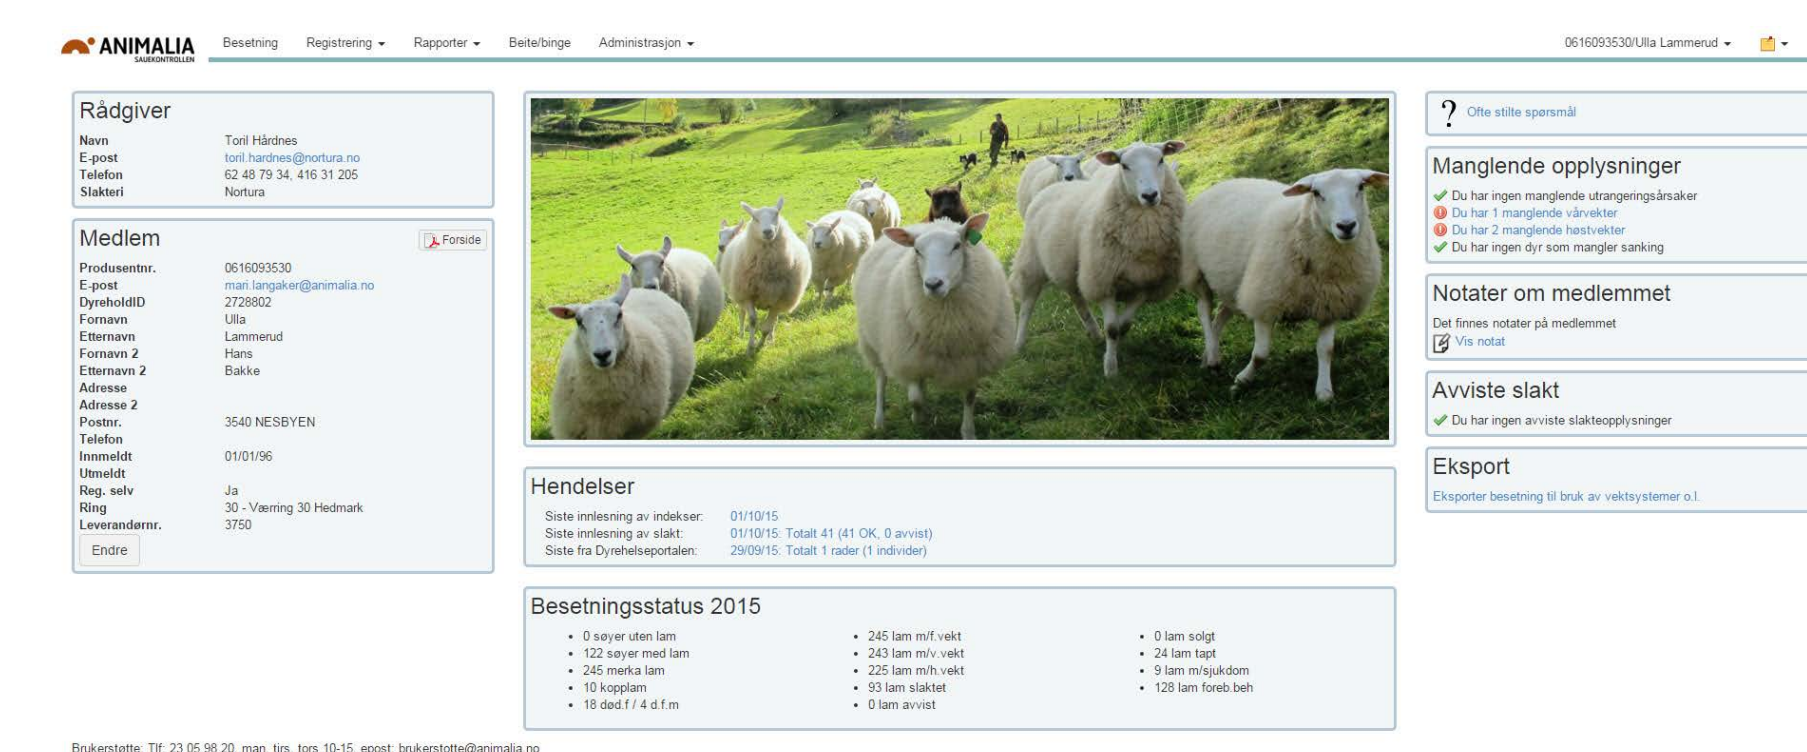 ANIMALIA
SAUEKONTROLLEN
Besetning Registrering Rapporter Beite/binge Administrasjon 0616093530/Ulla Lammerud
Rådgiver
Navn Toril Hårdnes
E-post toril.hardnes@nortura.no
Telefon 62 48 79 34, 416 31 205
Slakteri Nortura
Medlem Forside
Produsentnr. 0616093530
E-post mari.langaker@animalia.no
DyreholdID 2728802
Fornavn Ulla
Etternavn Lammerud
Fornavn 2 Hans
Etternavn 2 Bakke
Adresse
Adresse 2
Postnr. 3540 NESBYEN
Telefon
Innmeldt 01/01/96
Utmeldt
Reg. selv Ja
Ring 30 - Værring 30 Hedmark
Leverandørnr. 3750
Endre
Hendelser
Siste innlesning av indekser: 01/10/15
Siste innlesning av slakt: 01/10/15: Totalt 41 (41 OK, 0 avvist)
Siste fra Dyrehelseportalen: 29/09/15: Totalt 1 rader (1 individer)
Besetningsstatus 2015
• 0 søyer uten lam
• 122 søyer med lam
• 245 merka lam
• 10 kopplam
• 18 død.f / 4 d.f.m
• 245 lam m/f.vekt
• 243 lam m/v.vekt
• 225 lam m/h.vekt
• 93 lam slaktet
• 0 lam avvist
• 0 lam solgt
• 24 lam tapt
• 9 lam m/sjukdom
• 128 lam foreb.beh
? Ofte stilte spørsmål
Manglende opplysninger
Du har ingen manglende utrangeringsårsaker
Du har 1 manglende vårvekter
Du har 2 manglende høstvekter
Du har ingen dyr som mangler sanking
Notater om medlemmet
Det finnes notater på medlemmet
Vis notat
Avviste slakt
Du har ingen avviste slakteopplysninger
Eksport
Eksporter besetning til bruk av vektsystemer o.l.
Brukerstøtte: Tlf: 23 05 98 20, man, tirs, tors 10-15, epost: brukerstotte@animalia.no